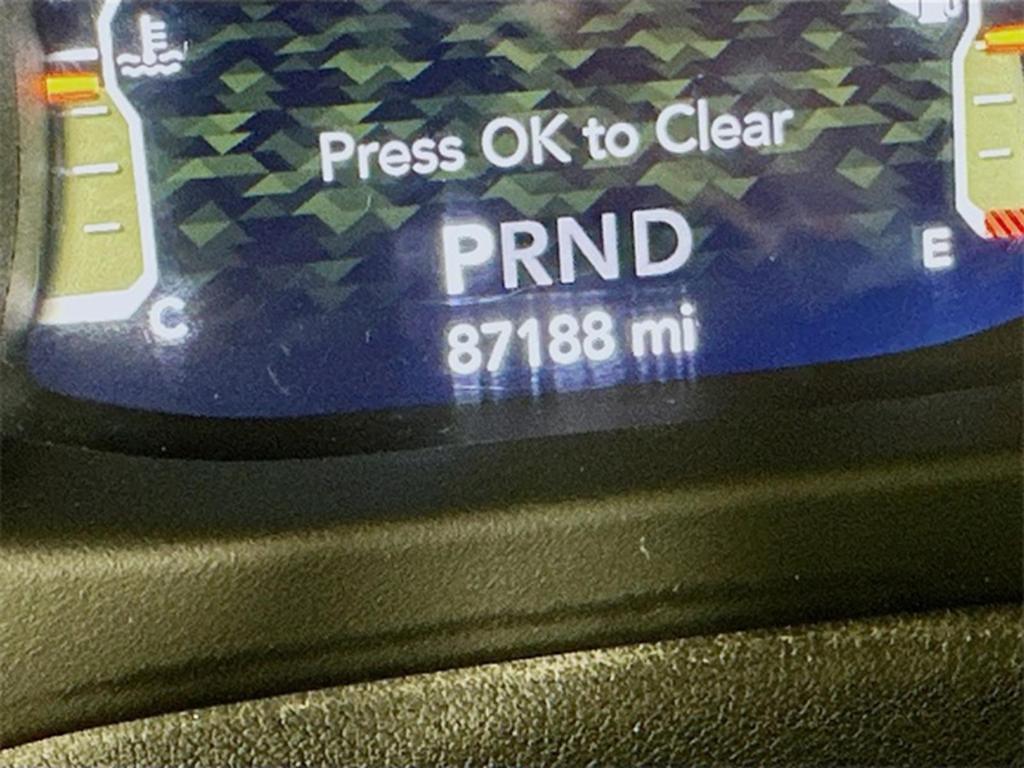 Press OK to Clear
PRND
E
C
87188 mi